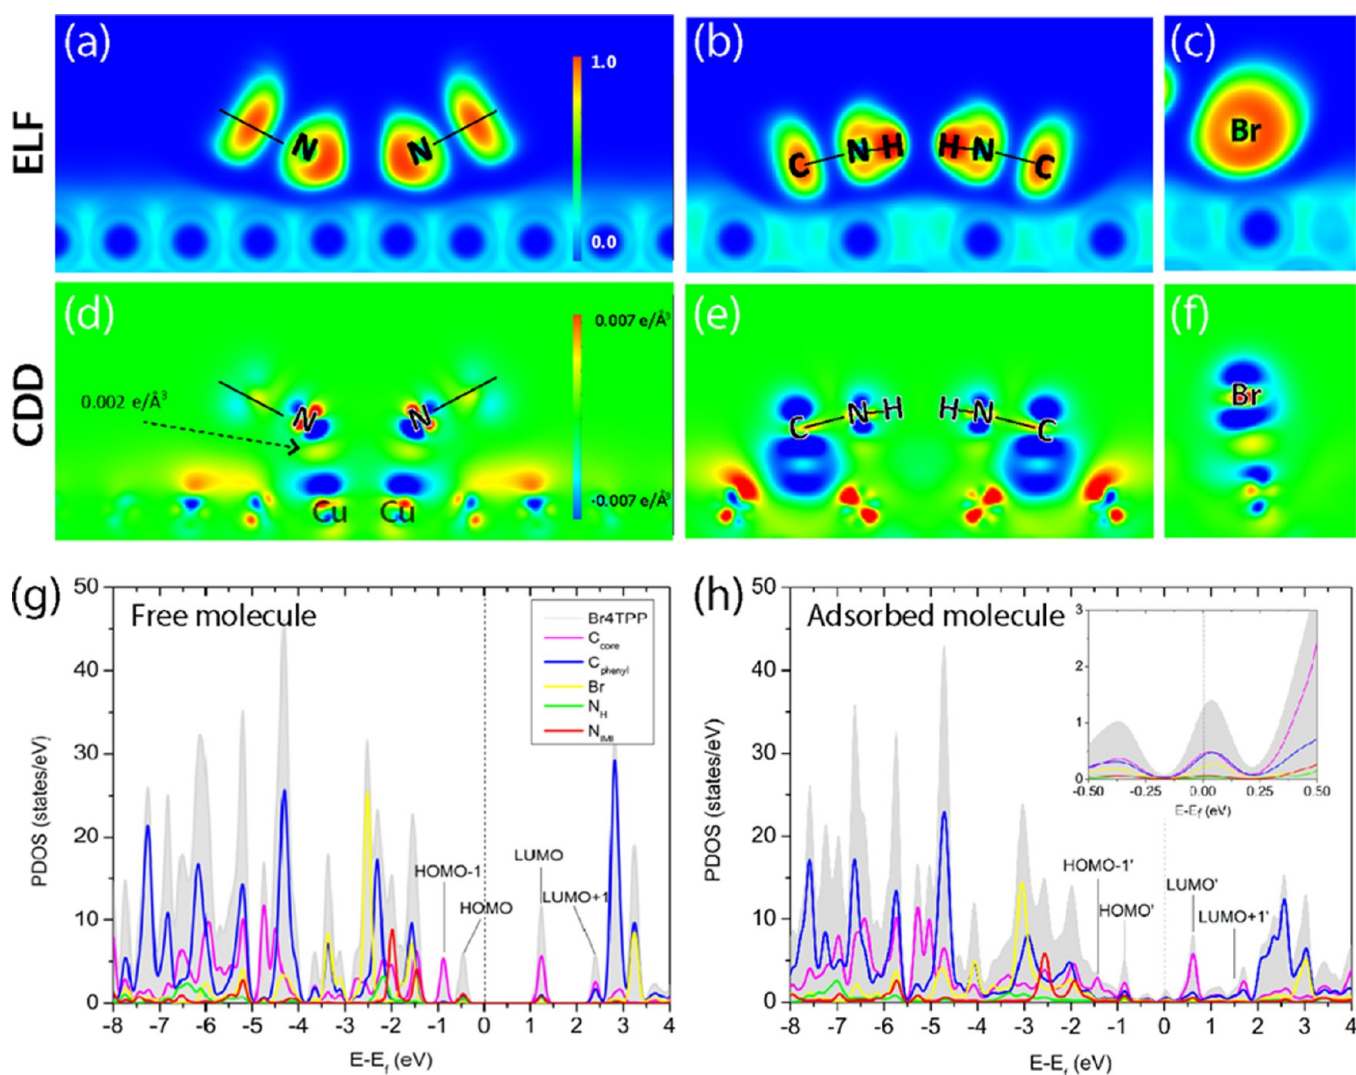 (a)
N
N
1.0
0.0
(b)
C
N
H
H
N
C
(c)
Br
ELF
(d)
0.002 e/Å³
N
N
Cu
Cu
0.007 e/Å³
-0.007 e/Å³
(e)
C
N
H
H
N
C
(f)
Br
CDD
(g)
Free molecule
50
40
30
20
10
0
PDOS (states/eV)
Br4TPP
C core
C phenyl
Br
N H
N IMI
HOMO-1
HOMO
LUMO
LUMO+1
-8 -7 -6 -5 -4 -3 -2 -1 0 1 2 3 4
E-Ef (eV)
(h)
Adsorbed molecule
50
40
30
20
10
0
PDOS (states/eV)
3
2
1
0
-0.50 -0.25 0.00 0.25 0.50
E-Ef (eV)
HOMO-1'
HOMO'
LUMO'
LUMO+1'
-8 -7 -6 -5 -4 -3 -2 -1 0 1 2 3 4
E-Ef (eV)